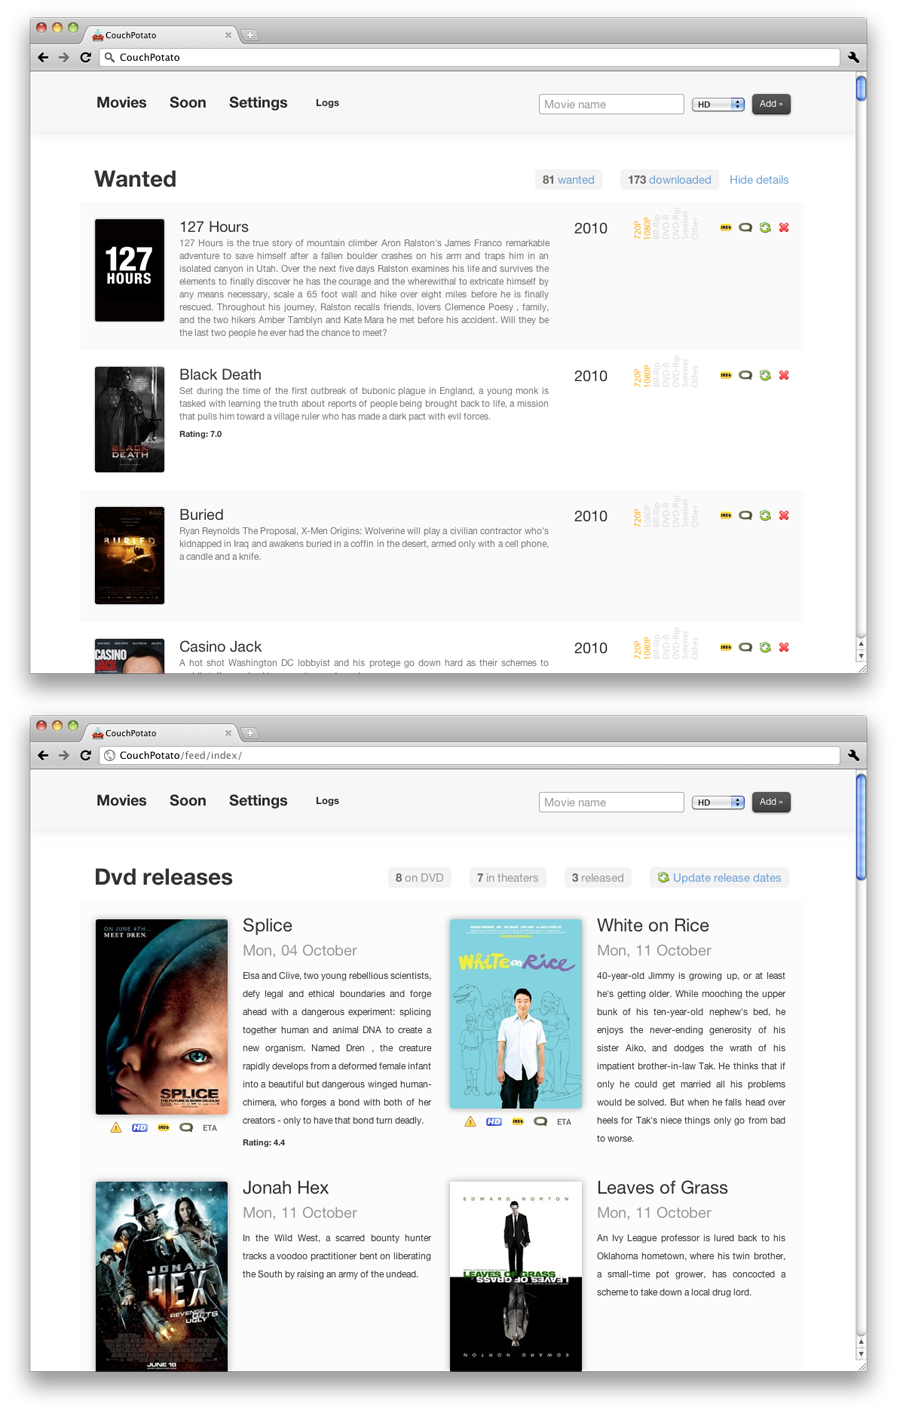 CouchPotato
CouchPotato
Movies Soon Settings Logs
Movie name HD Add »
Wanted
81 wanted 173 downloaded Hide details
127 HOURS
127 Hours
127 Hours is the true story of mountain climber Aron Ralston's James Franco remarkable
adventure to save himself after a fallen boulder crashes on his arm and traps him in an
isolated canyon in Utah. Over the next five days Ralston examines his life and survives the
elements to finally discover he has the courage and the wherewithal to extricate himself by
any means necessary, scale a 65 foot wall and hike over eight miles before he is finally
rescued. Throughout his journey, Ralston recalls friends, lovers Clemence Poesy , family,
and the two hikers Amber Tamblyn and Kate Mara he met before his accident. Will they be
the last two people he ever had the chance to meet?
2010
720P
1080P
BR-Rip
DVD-R
DVD-Rip
Screener
Other
IMDb
BLACK DEATH
Black Death
Set during the time of the first outbreak of bubonic plague in England, a young monk is
tasked with learning the truth about reports of people being brought back to life, a mission
that pulls him toward a village ruler who has made a dark pact with evil forces.
Rating: 7.0
2010
720P
1080P
BR-Rip
DVD-R
DVD-Rip
Screener
Other
IMDb
BURIED
Buried
Ryan Reynolds The Proposal, X-Men Origins: Wolverine will play a civilian contractor who's
kidnapped in Iraq and awakens buried in a coffin in the desert, armed only with a cell phone,
a candle and a knife.
2010
720P
1080P
BR-Rip
DVD-R
DVD-Rip
Screener
Other
IMDb
CASINO JACK
Casino Jack
A hot shot Washington DC lobbyist and his protege go down hard as their schemes to
2010
720P
1080P
BR-Rip
DVD-R
DVD-Rip
Screener
Other
IMDb
CouchPotato
CouchPotato/feed/index/
Movies Soon Settings Logs
Movie name HD Add »
Dvd releases
8 on DVD 7 in theaters 3 released Update release dates
ON JUNE 4TH...
MEET DREN.
SPLICE
HD IMDb ETA
Splice
Mon, 04 October
Elsa and Clive, two young rebellious scientists,
defy legal and ethical boundaries and forge
ahead with a dangerous experiment: splicing
together human and animal DNA to create a
new organism. Named Dren , the creature
rapidly develops from a deformed female infant
into a beautiful but dangerous winged human-
chimera, who forges a bond with both of her
creators - only to have that bond turn deadly.
Rating: 4.4
White on Rice
HD IMDb ETA
White on Rice
Mon, 11 October
40-year-old Jimmy is growing up, or at least
he's getting older. While mooching the upper
bunk of his ten-year-old nephew's bed, he
enjoys the never-ending generosity of his
sister Aiko, and dodges the wrath of his
impatient brother-in-law Tak. He thinks that if
only he could get married all his problems
would be solved. But when he falls head over
heels for Tak's niece things only go from bad
to worse.
JONAH HEX
REVENGE GETS UGLY
JUNE 18
Jonah Hex
Mon, 11 October
In the Wild West, a scarred bounty hunter
tracks a voodoo practitioner bent on liberating
the South by raising an army of the undead.
EDWARD NORTON
LEAVES OF GRASS
LEAVES OF GRASS
EDWARD NORTON
Leaves of Grass
Mon, 11 October
An Ivy League professor is lured back to his
Oklahoma hometown, where his twin brother,
a small-time pot grower, has concocted a
scheme to take down a local drug lord.